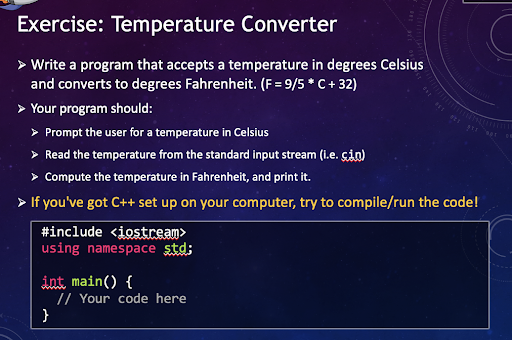 Exercise: Temperature Converter
➢ Write a program that accepts a temperature in degrees Celsius
and converts to degrees Fahrenheit. (F = 9/5 * C + 32)
➢ Your program should:
➢ Prompt the user for a temperature in Celsius
➢ Read the temperature from the standard input stream (i.e. cin)
➢ Compute the temperature in Fahrenheit, and print it.
➢ If you've got C++ set up on your computer, try to compile/run the code!
#include <iostream>
using namespace std;
int main() {
// Your code here
}